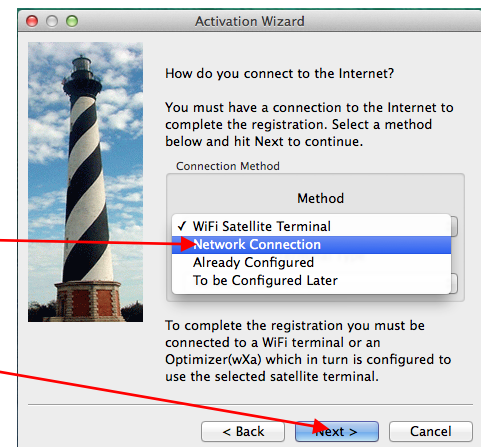 Activation Wizard
How do you connect to the Internet?
You must have a connection to the Internet to
complete the registration. Select a method
below and hit Next to continue.
Connection Method
Method
✓ WiFi Satellite Terminal
Network Connection
Already Configured
To be Configured Later
To complete the registration you must be
connected to a WiFi terminal or an
Optimizer(wXa) which in turn is configured to
use the selected satellite terminal.
< Back
Next >
Cancel